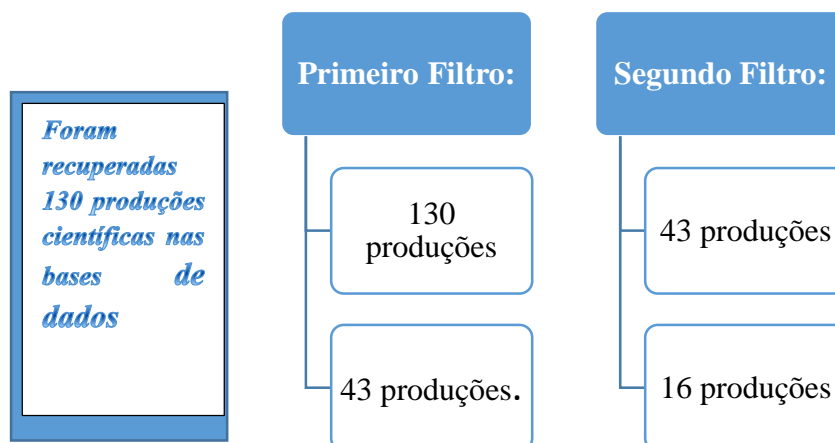 Foram
recuperadas
130 produções
científicas nas
bases de
dados
Primeiro Filtro:
130
produções
43 produções.
Segundo Filtro:
43 produções
16 produções